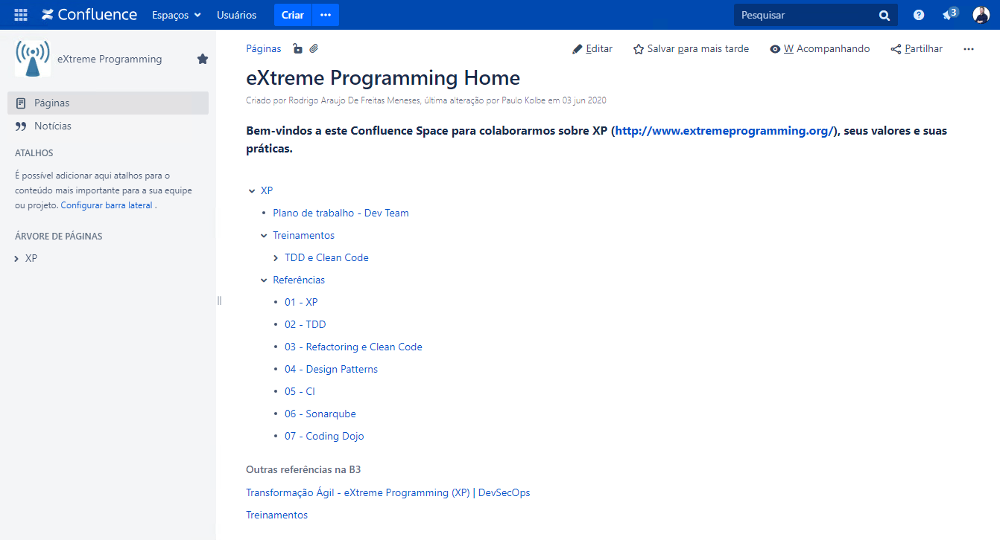 Confluence Espaços Usuários Criar ••• Pesquisar ? 3
eXtreme Programming
Páginas
Notícias
ATALHOS
É possível adicionar aqui atalhos para o
conteúdo mais importante para a sua equipe
ou projeto. Configurar barra lateral .
ÁRVORE DE PÁGINAS
XP
Páginas Editar Salvar para mais tarde W Acompanhando Partilhar •••
eXtreme Programming Home
Criado por Rodrigo Araujo De Freitas Meneses, última alteração por Paulo Kolbe em 03 jun 2020
Bem-vindos a este Confluence Space para colaborarmos sobre XP (http://www.extremeprogramming.org/), seus valores e suas
práticas.
XP
• Plano de trabalho - Dev Team
Treinamentos
TDD e Clean Code
Referências
• 01 - XP
• 02 - TDD
• 03 - Refactoring e Clean Code
• 04 - Design Patterns
• 05 - CI
• 06 - Sonarqube
• 07 - Coding Dojo
Outras referências na B3
Transformação Ágil - eXtreme Programming (XP) | DevSecOps
Treinamentos